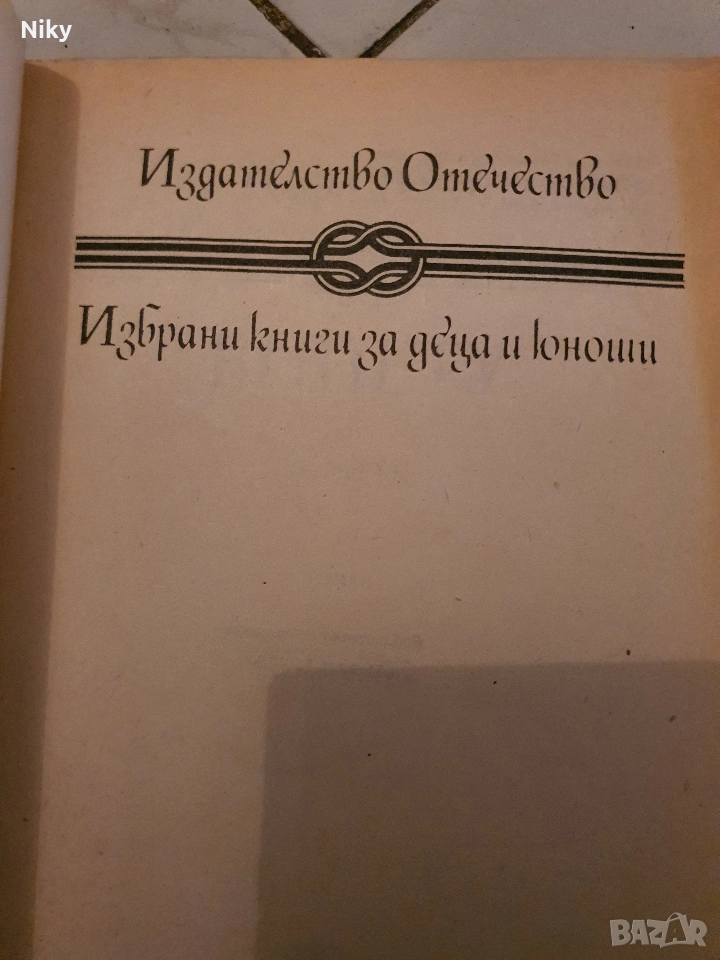 Niky
Издателство Отечество
Избрани книги за деца и юноши
BAZAR